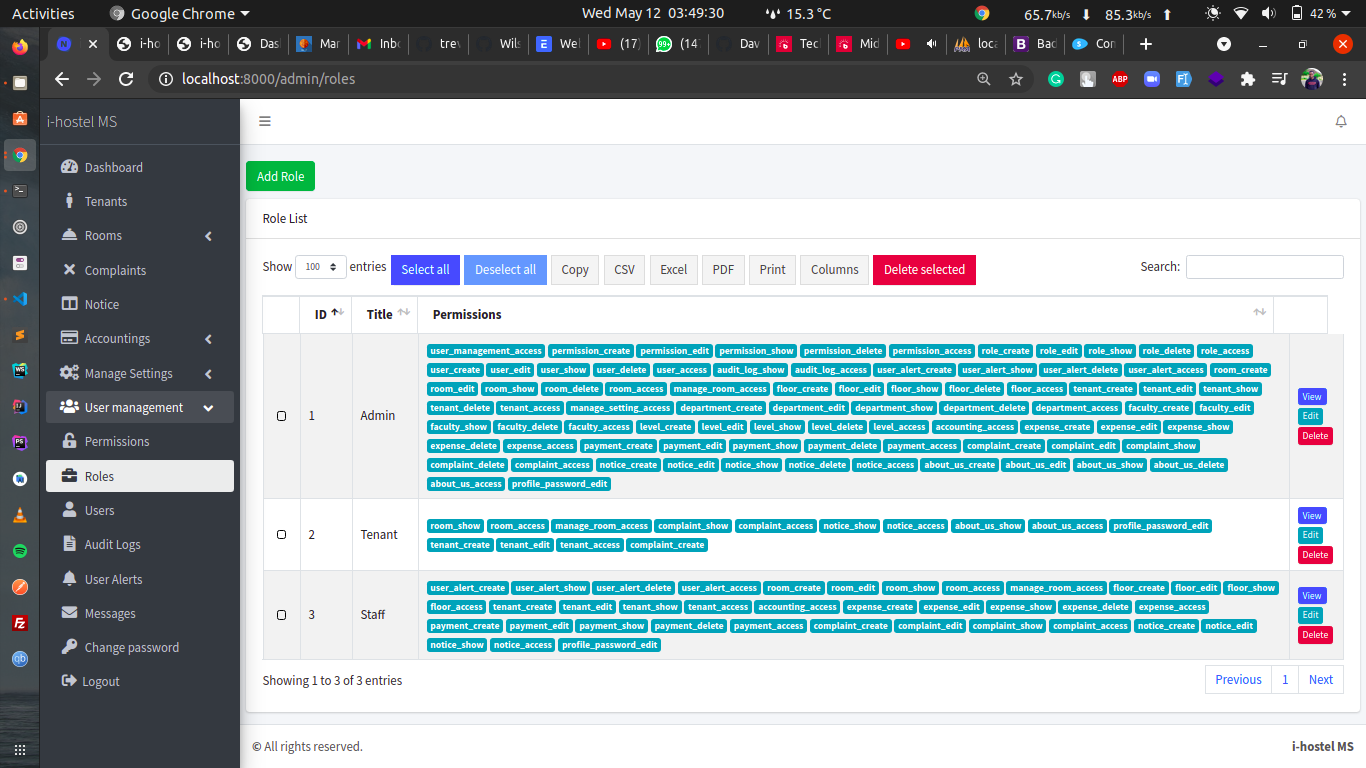 Activities Google Chrome Wed May 12 03:49:30 15.3 °C 65.7kb/s 85.3kb/s 42 %
i-ho i-ho Das Mar Inbo trev Wils Wel (17) (14 Dav Tecl Mid loca Bad Con
localhost:8000/admin/roles
i-hostel MS
Dashboard
Tenants
Rooms
Complaints
Notice
Accountings
Manage Settings
User management
Permissions
Roles
Users
Audit Logs
User Alerts
Messages
Change password
Logout
Add Role
Role List
Show 100 entries Select all Deselect all Copy CSV Excel PDF Print Columns Delete selected Search:
ID Title Permissions
1 Admin
user_management_access permission_create permission_edit permission_show permission_delete permission_access role_create role_edit role_show role_delete role_access
user_create user_edit user_show user_delete user_access audit_log_show audit_log_access user_alert_create user_alert_show user_alert_delete user_alert_access room_create
room_edit room_show room_delete room_access manage_room_access floor_create floor_edit floor_show floor_delete floor_access tenant_create tenant_edit tenant_show
tenant_delete tenant_access manage_setting_access department_create department_edit department_show department_delete department_access faculty_create faculty_edit
faculty_show faculty_delete faculty_access level_create level_edit level_show level_delete level_access accounting_access expense_create expense_edit expense_show
expense_delete expense_access payment_create payment_edit payment_show payment_delete payment_access complaint_create complaint_edit complaint_show
complaint_delete complaint_access notice_create notice_edit notice_show notice_delete notice_access about_us_create about_us_edit about_us_show about_us_delete
about_us_access profile_password_edit
View
Edit
Delete
2 Tenant
room_show room_access manage_room_access complaint_show complaint_access notice_show notice_access about_us_show about_us_access profile_password_edit
tenant_create tenant_edit tenant_access complaint_create
View
Edit
Delete
3 Staff
user_alert_create user_alert_show user_alert_delete user_alert_access room_create room_edit room_show room_access manage_room_access floor_create floor_edit floor_show
floor_access tenant_create tenant_edit tenant_show tenant_access accounting_access expense_create expense_edit expense_show expense_delete expense_access
payment_create payment_edit payment_show payment_delete payment_access complaint_create complaint_edit complaint_show complaint_access notice_create notice_edit
notice_show notice_access profile_password_edit
View
Edit
Delete
Showing 1 to 3 of 3 entries Previous 1 Next
© All rights reserved. i-hostel MS